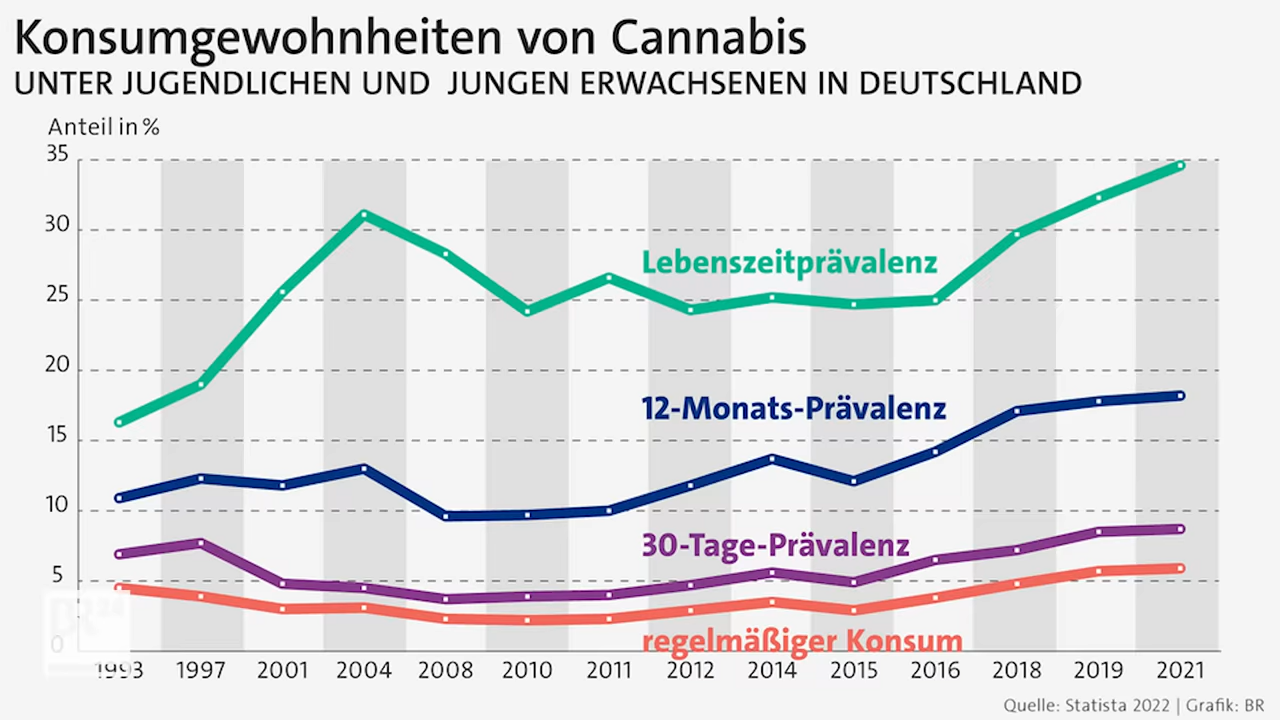 Konsumgewohnheiten von Cannabis
UNTER JUGENDLICHEN UND JUNGEN ERWACHSENEN IN DEUTSCHLAND
Anteil in %
35
30
25
20
15
10
5
0
Lebenszeitprävalenz
12-Monats-Prävalenz
30-Tage-Prävalenz
regelmäßiger Konsum
BR24
1993 1997 2001 2004 2008 2010 2011 2012 2014 2015 2016 2018 2019 2021
Quelle: Statista 2022 | Grafik: BR